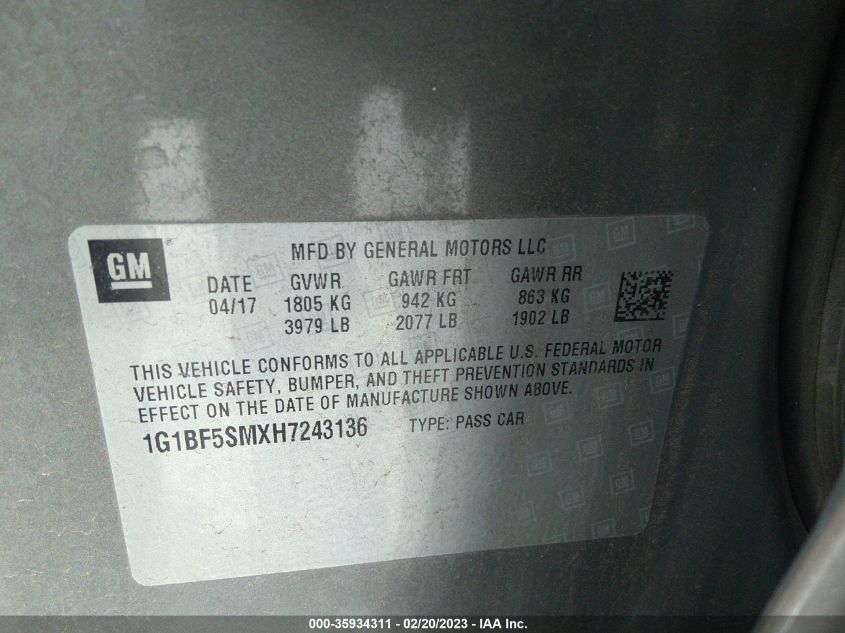 GM
MFD BY GENERAL MOTORS LLC
DATE GVWR GAWR FRT GAWR RR
04/17 1805 KG 942 KG 863 KG
3979 LB 2077 LB 1902 LB
THIS VEHICLE CONFORMS TO ALL APPLICABLE U.S. FEDERAL MOTOR
VEHICLE SAFETY, BUMPER, AND THEFT PREVENTION STANDARDS IN
EFFECT ON THE DATE OF MANUFACTURE SHOWN ABOVE.
1G1BF5SMXH7243136 TYPE: PASS CAR
000-35934311 - 02/20/2023 - IAA Inc.